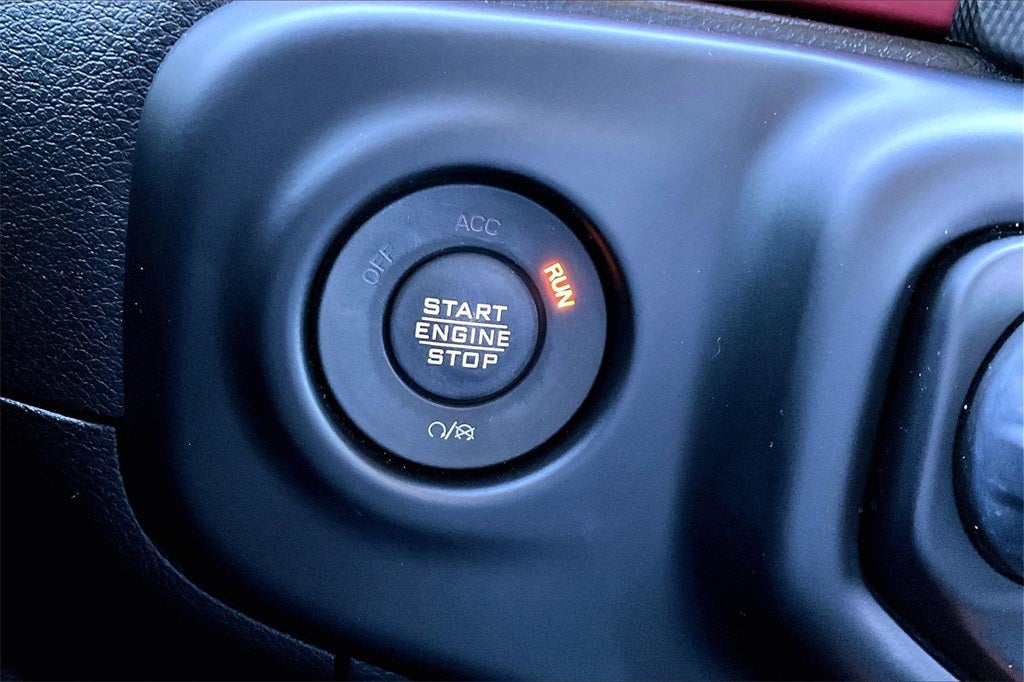 ACC
OFF
RUN
START
ENGINE
STOP